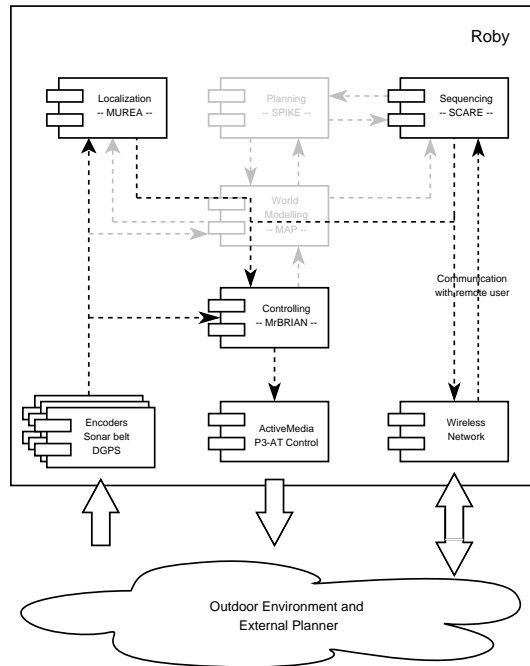 Roby
Localization
-- MUREA --
Planning
-- SPIKE --
Sequencing
-- SCARE --
World
Modelling
-- MAP --
Communication
with remote user
Controlling
-- MrBRIAN --
Encoders
Sonar belt
DGPS
ActiveMedia
P3-AT Control
Wireless
Network
Outdoor Environment and
External Planner